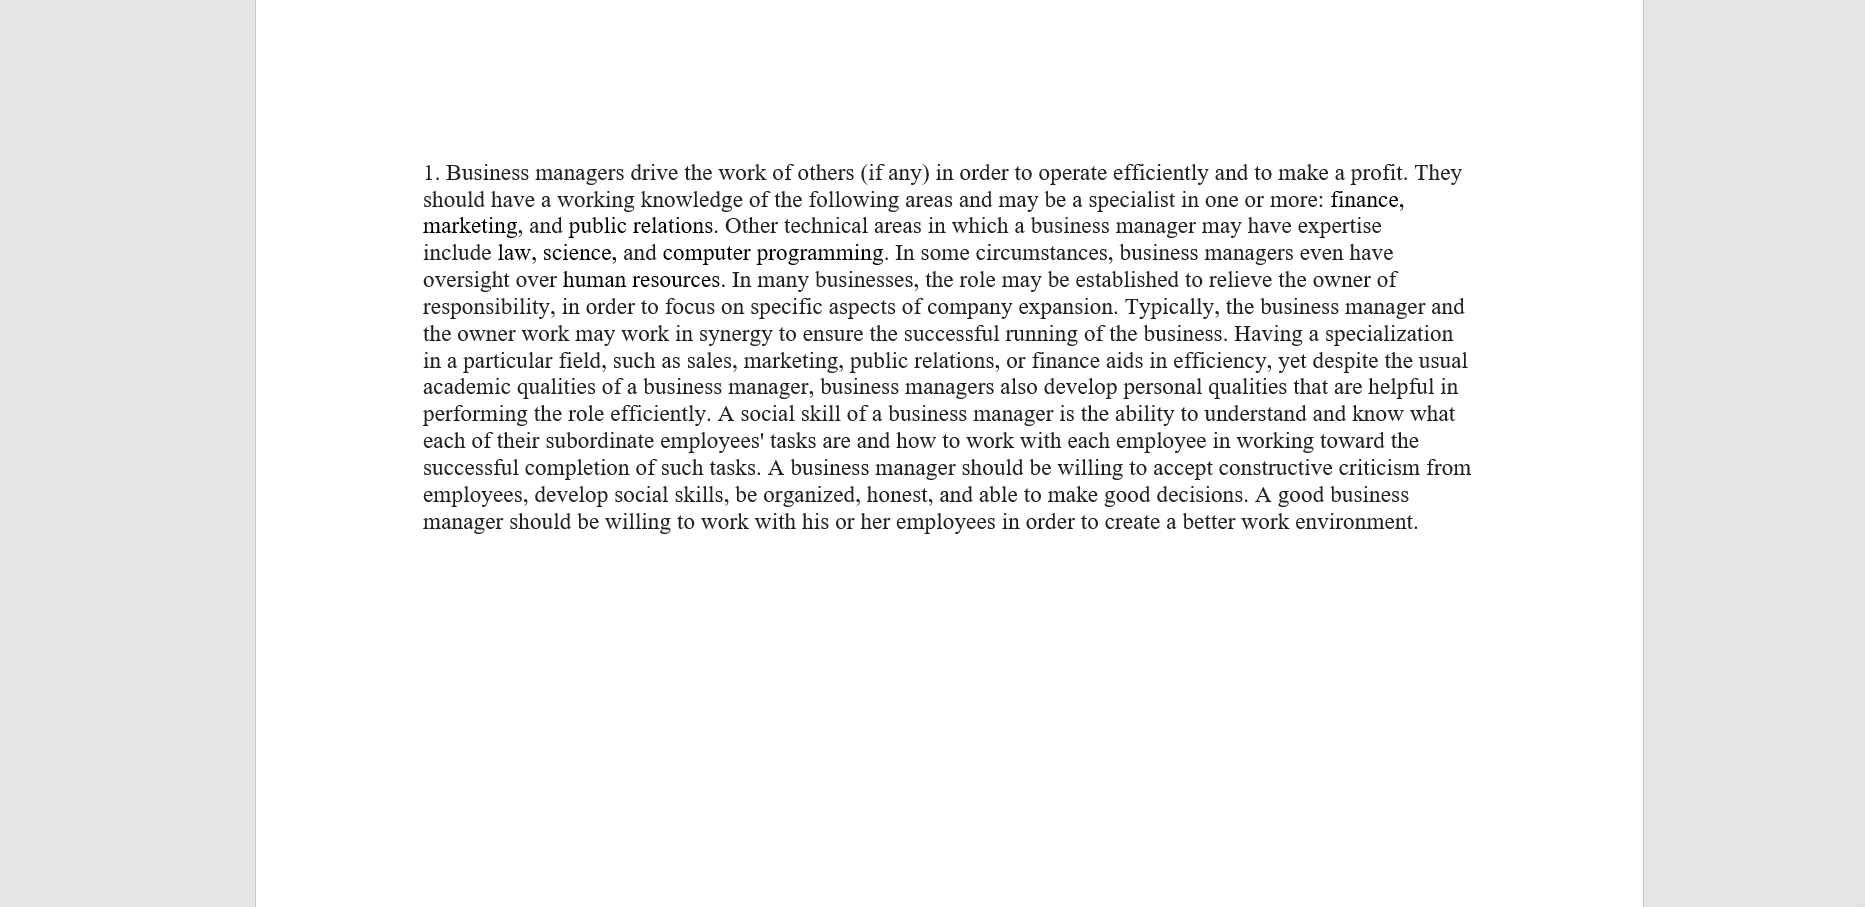 1. Business managers drive the work of others (if any) in order to operate efficiently and to make a profit. They
should have a working knowledge of the following areas and may be a specialist in one or more: finance,
marketing, and public relations. Other technical areas in which a business manager may have expertise
include law, science, and computer programming. In some circumstances, business managers even have
oversight over human resources. In many businesses, the role may be established to relieve the owner of
responsibility, in order to focus on specific aspects of company expansion. Typically, the business manager and
the owner work may work in synergy to ensure the successful running of the business. Having a specialization
in a particular field, such as sales, marketing, public relations, or finance aids in efficiency, yet despite the usual
academic qualities of a business manager, business managers also develop personal qualities that are helpful in
performing the role efficiently. A social skill of a business manager is the ability to understand and know what
each of their subordinate employees' tasks are and how to work with each employee in working toward the
successful completion of such tasks. A business manager should be willing to accept constructive criticism from
employees, develop social skills, be organized, honest, and able to make good decisions. A good business
manager should be willing to work with his or her employees in order to create a better work environment.